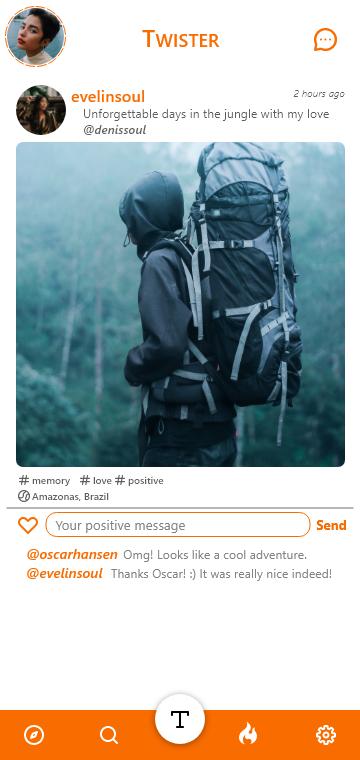 Twister
evelinsoul
2 hours ago
Unforgettable days in the jungle with my love
@denissoul
# memory # love # positive
Amazonas, Brazil
Your positive message
Send
@oscarhansen Omg! Looks like a cool adventure.
@evelinsoul Thanks Oscar! :) It was really nice indeed!
T